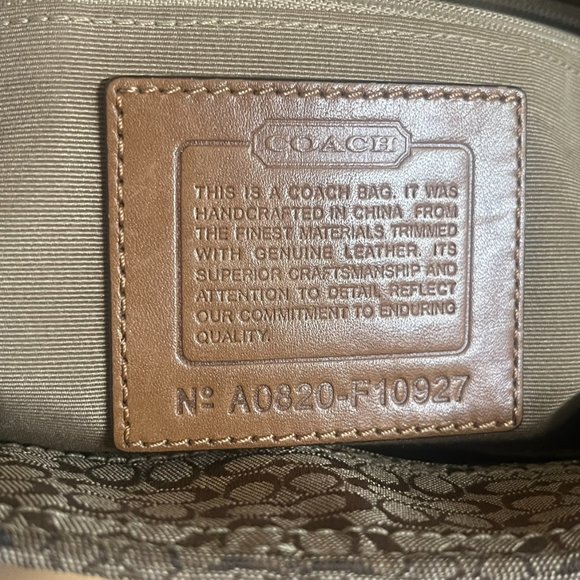 COACH
THIS IS A COACH BAG. IT WAS
HANDCRAFTED IN CHINA FROM
THE FINEST MATERIALS TRIMMED
WITH GENUINE LEATHER. ITS
SUPERIOR CRAFTSMANSHIP AND
ATTENTION TO DETAIL REFLECT
OUR COMMITMENT TO ENDURING
QUALITY.
Nº A0820-F10927